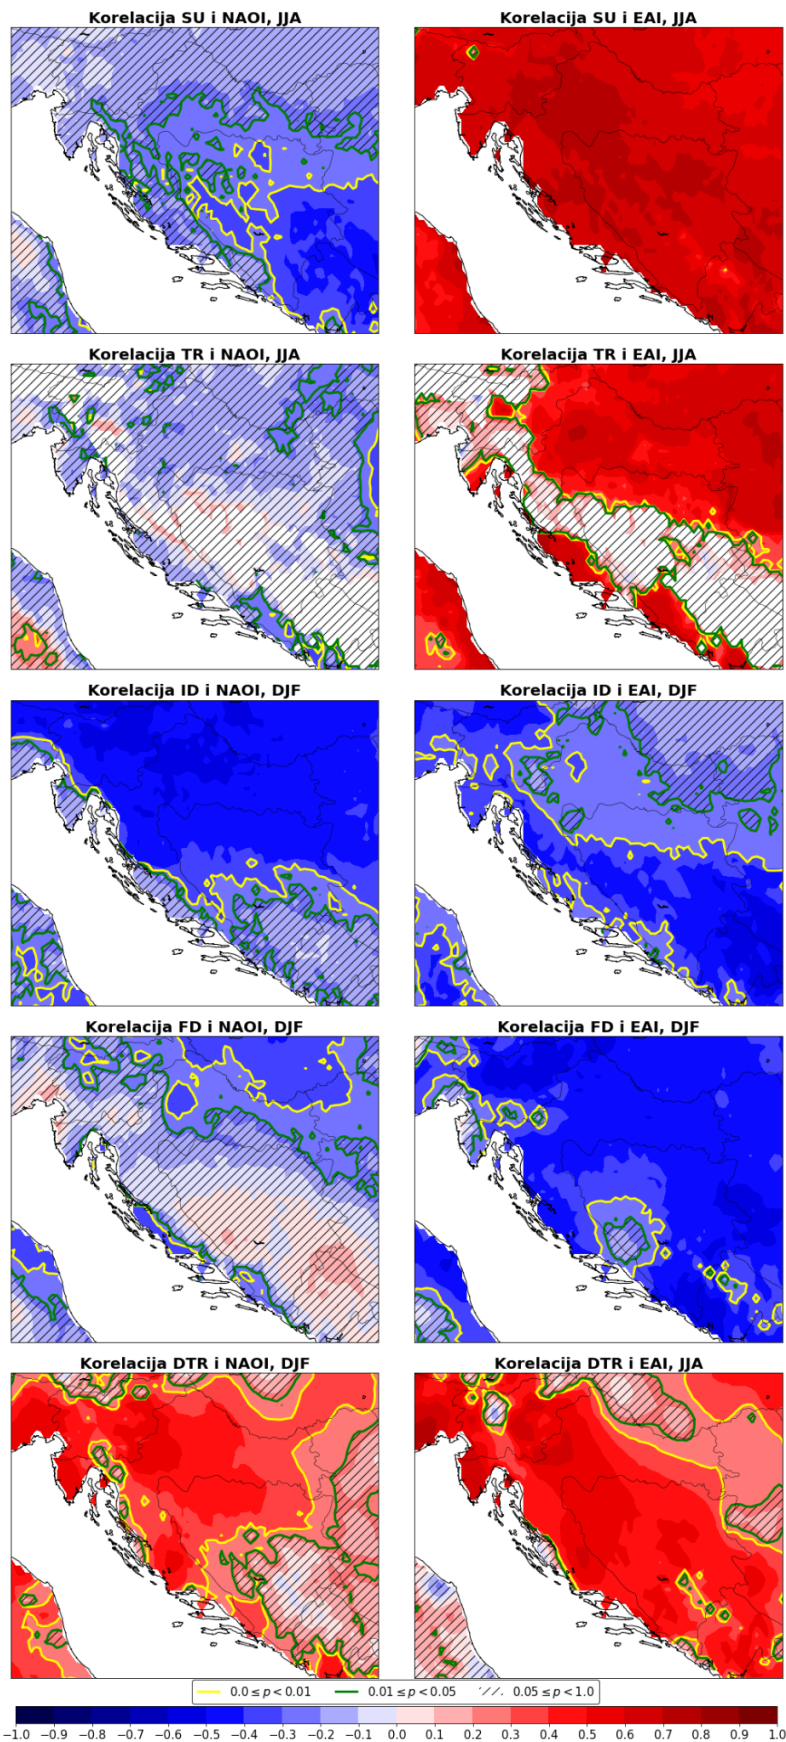 Korelacija SU i NAOI, JJA
Korelacija SU i EAI, JJA
Korelacija TR i NAOI, JJA
Korelacija TR i EAI, JJA
Korelacija ID i NAOI, DJF
Korelacija ID i EAI, DJF
Korelacija FD i NAOI, DJF
Korelacija FD i EAI, DJF
Korelacija DTR i NAOI, DJF
Korelacija DTR i EAI, JJA
0.0 ≤ p < 0.01 0.01 ≤ p < 0.05 0.05 ≤ p < 1.0
−1.0 −0.9 −0.8 −0.7 −0.6 −0.5 −0.4 −0.3 −0.2 −0.1 0.0 0.1 0.2 0.3 0.4 0.5 0.6 0.7 0.8 0.9 1.0